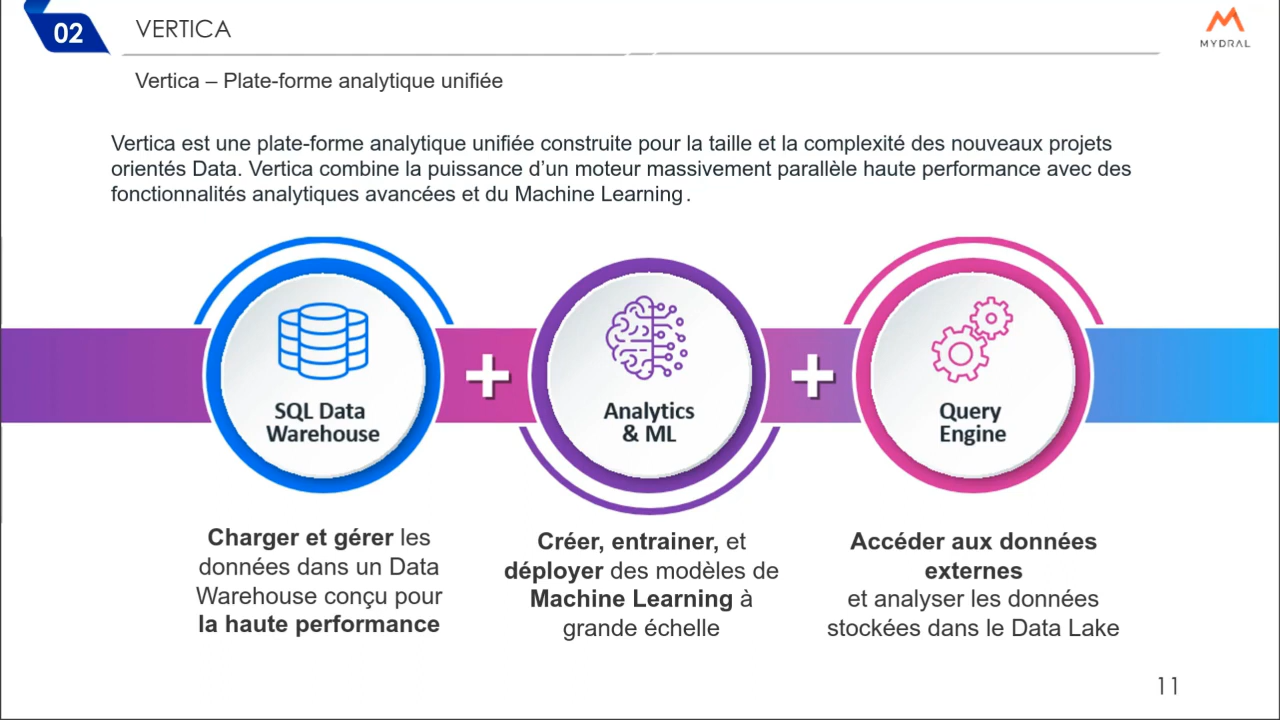 02
VERTICA
MYDRAL
Vertica – Plate-forme analytique unifiée
Vertica est une plate-forme analytique unifiée construite pour la taille et la complexité des nouveaux projets
orientés Data. Vertica combine la puissance d’un moteur massivement parallèle haute performance avec des
fonctionnalités analytiques avancées et du Machine Learning.
SQL Data
Warehouse
+
Analytics
& ML
+
Query
Engine
Charger et gérer les
données dans un Data
Warehouse conçu pour
la haute performance
Créer, entrainer, et
déployer des modèles de
Machine Learning à
grande échelle
Accéder aux données
externes
et analyser les données
stockées dans le Data Lake
11